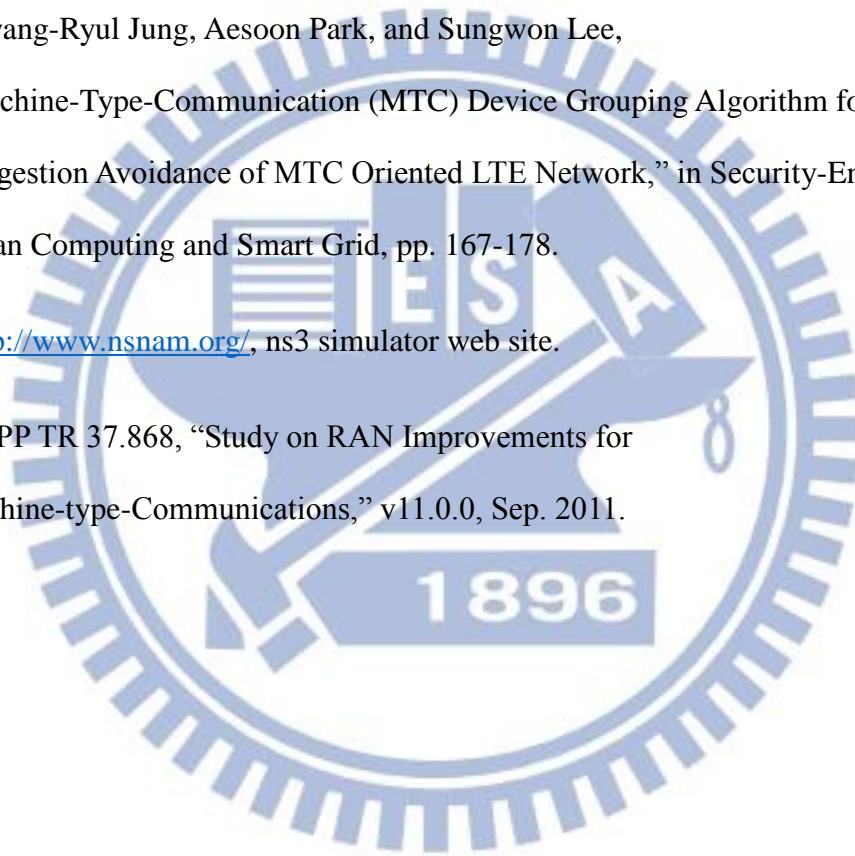 yang-Ryul Jung, Aesoon Park, and Sungwon Lee,
chine-Type-Communication (MTC) Device Grouping Algorithm fo
gestion Avoidance of MTC Oriented LTE Network,” in Security-En
an Computing and Smart Grid, pp. 167-178.
E S A
p://www.nsnam.org/, ns3 simulator web site.
PP TR 37.868, “Study on RAN Improvements for
hine-type-Communications,” v11.0.0, Sep. 2011.
1896